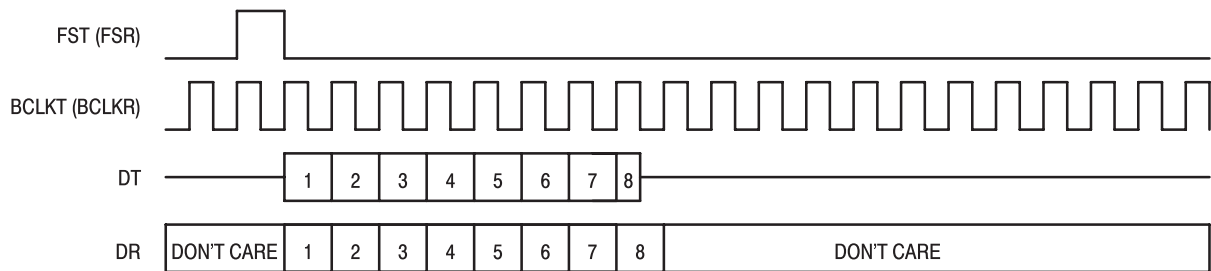 FST (FSR)
BCLKT (BCLKR)
DT 1 2 3 4 5 6 7 8
DR DON'T CARE 1 2 3 4 5 6 7 8 DON'T CARE